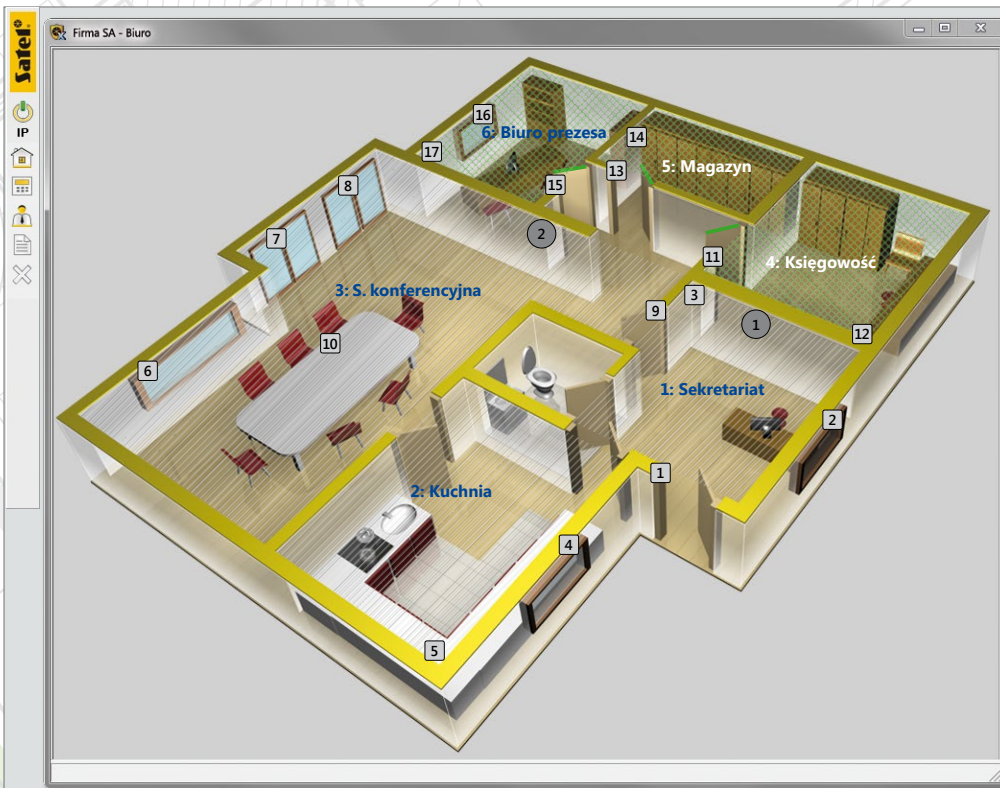 Satel®
Firma SA - Biuro
IP
16
6: Biuro prezesa
14
17
13
5: Magazyn
8
15
7
2
11
4: Księgowość
3: S. konferencyjna
3
9
1
12
10
6
1: Sekretariat
2
1
2: Kuchnia
4
5